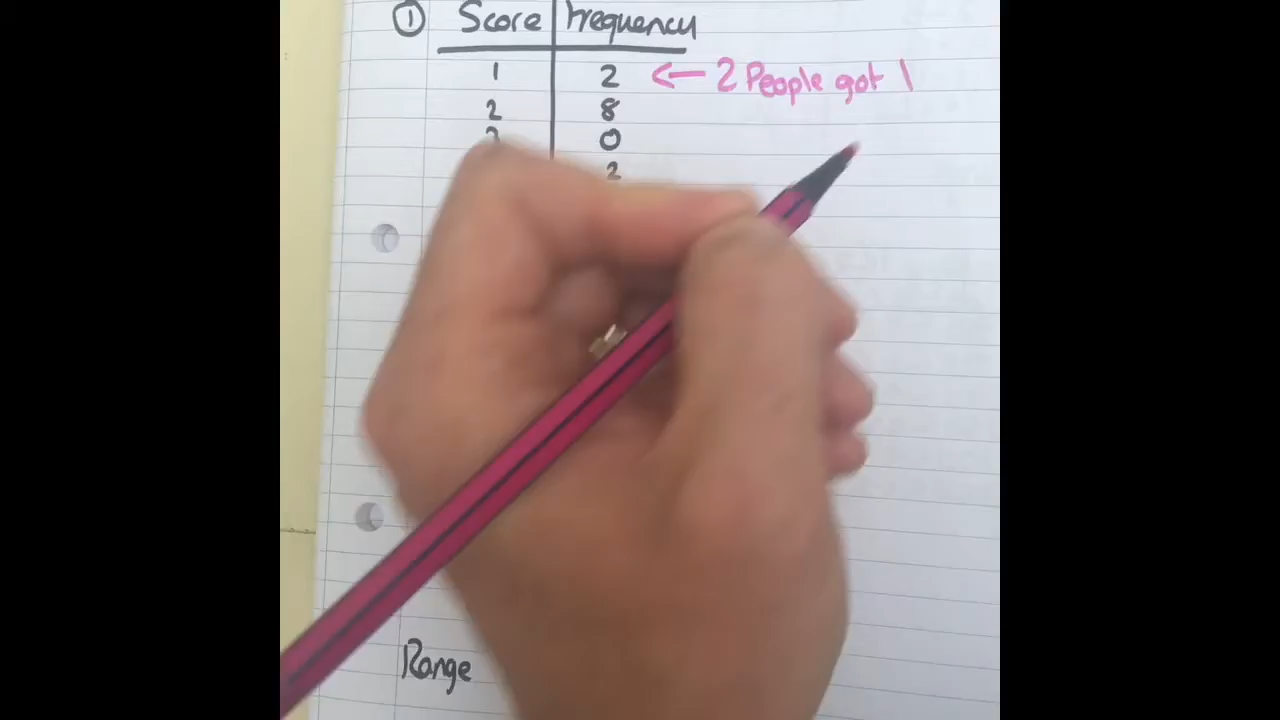 ① Score Frequency
1 2 ← 2 People got 1
2 8
0
2
Range